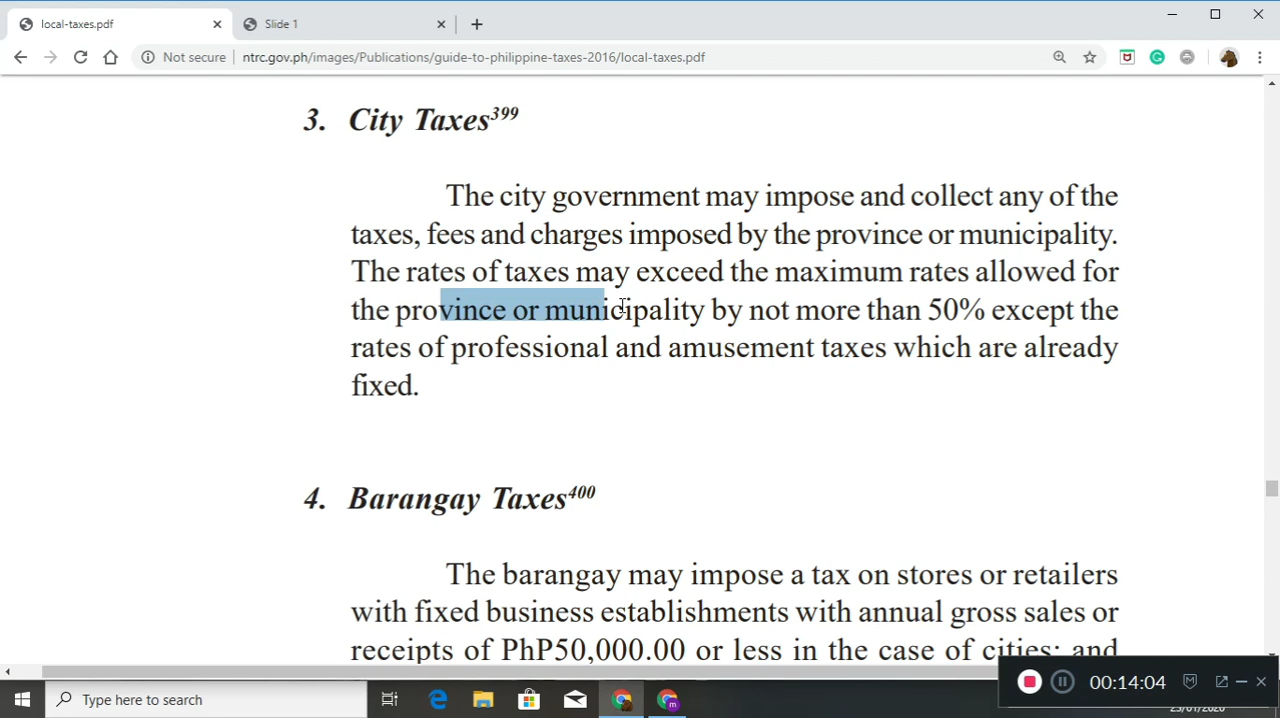 local-taxes.pdf
Slide 1
Not secure
ntrc.gov.ph/images/Publications/guide-to-philippine-taxes-2016/local-taxes.pdf
3. City Taxes399
The city government may impose and collect any of the
taxes, fees and charges imposed by the province or municipality.
The rates of taxes may exceed the maximum rates allowed for
the province or municipality by not more than 50% except the
rates of professional and amusement taxes which are already
fixed.
4. Barangay Taxes400
The barangay may impose a tax on stores or retailers
with fixed business establishments with annual gross sales or
receipts of PhP50,000.00 or less in the case of cities; and
00:14:04
Type here to search
23/01/2020